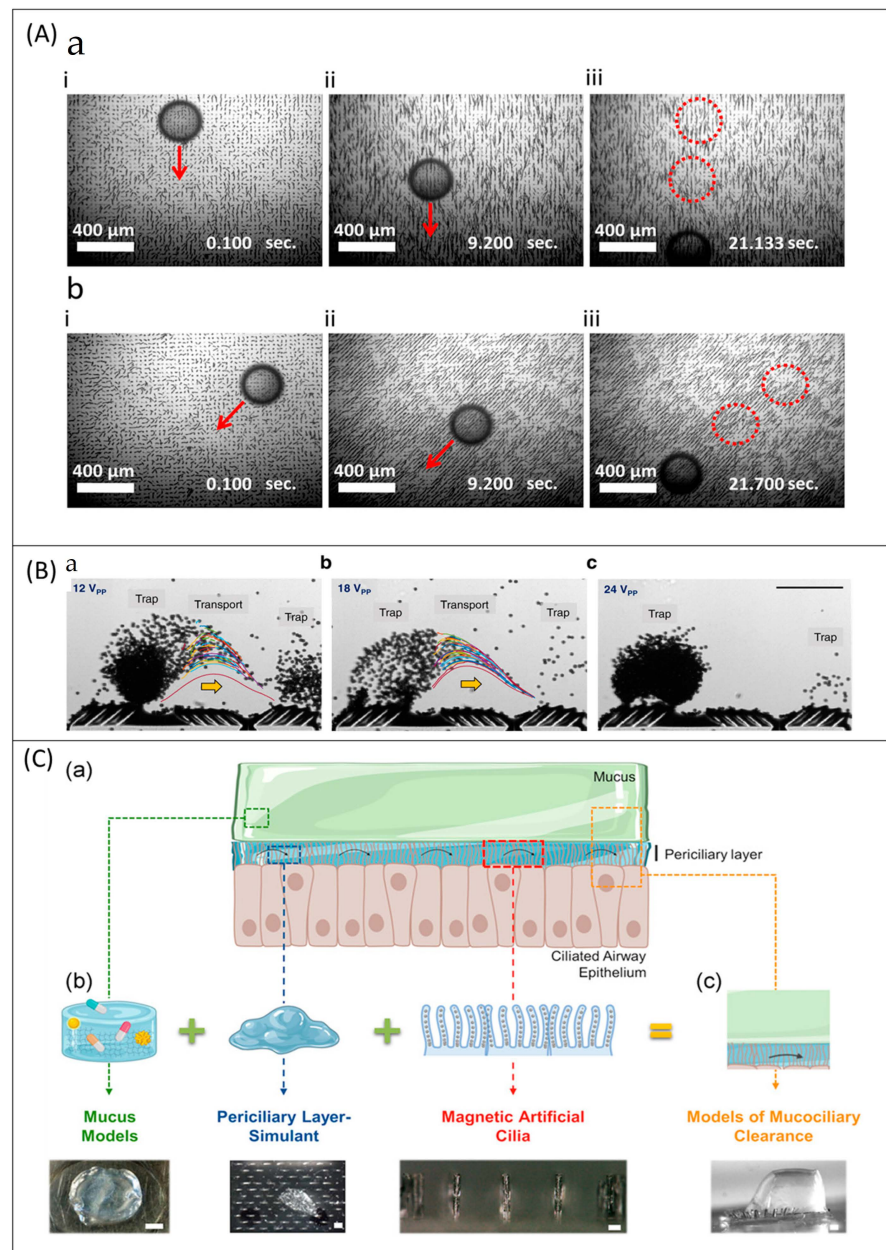 (A) a
i ii iii
400 μm 0.100 sec. 400 μm 9.200 sec. 400 μm 21.133 sec.
b
i ii iii
400 μm 0.100 sec. 400 μm 9.200 sec. 400 μm 21.700 sec.
(B) a b c
12 VPP 18 VPP 24 VPP
Trap Transport Trap Trap Transport Trap Trap Trap
(C)
(a)
Mucus
Periciliary layer
Ciliated Airway
Epithelium
(b) (c)
+ + =
Mucus
Models
Periciliary Layer-
Simulant
Magnetic Artificial
Cilia
Models of Mucociliary
Clearance